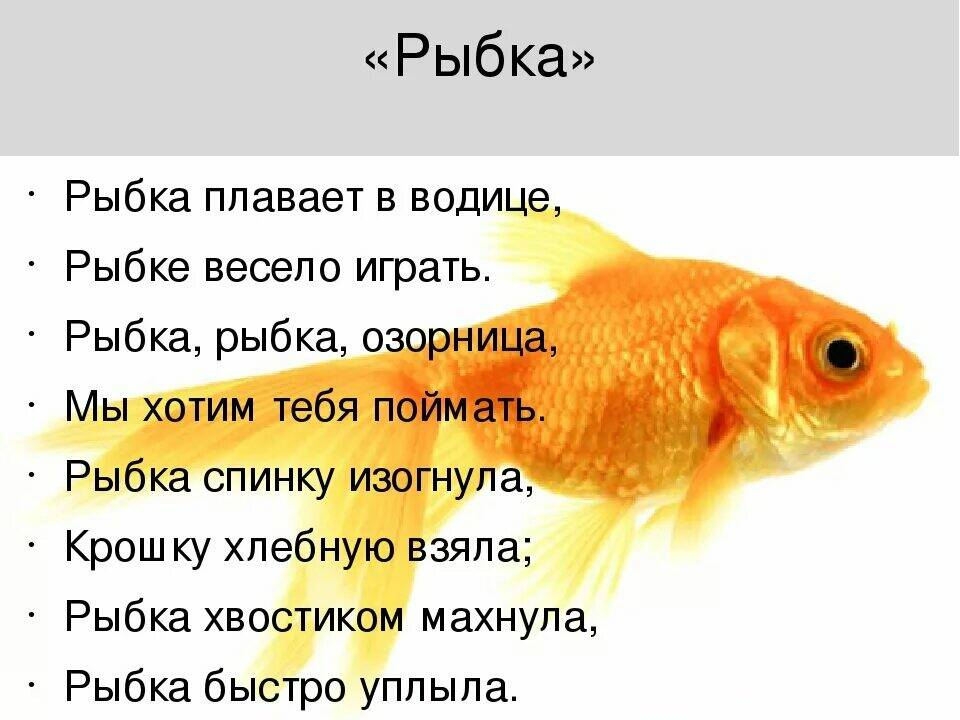 «Рыбка»
· Рыбка плавает в водице,
· Рыбке весело играть.
· Рыбка, рыбка, озорница,
· Мы хотим тебя поймать.
· Рыбка спинку изогнула,
· Крошку хлебную взяла;
· Рыбка хвостиком махнула,
· Рыбка быстро уплыла.